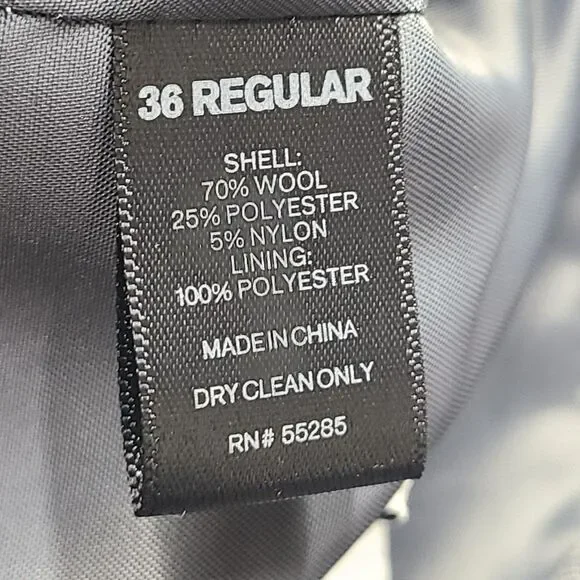 36 REGULAR
SHELL:
70% WOOL
25% POLYESTER
5% NYLON
LINING:
100% POLYESTER
MADE IN CHINA
DRY CLEAN ONLY
RN# 55285